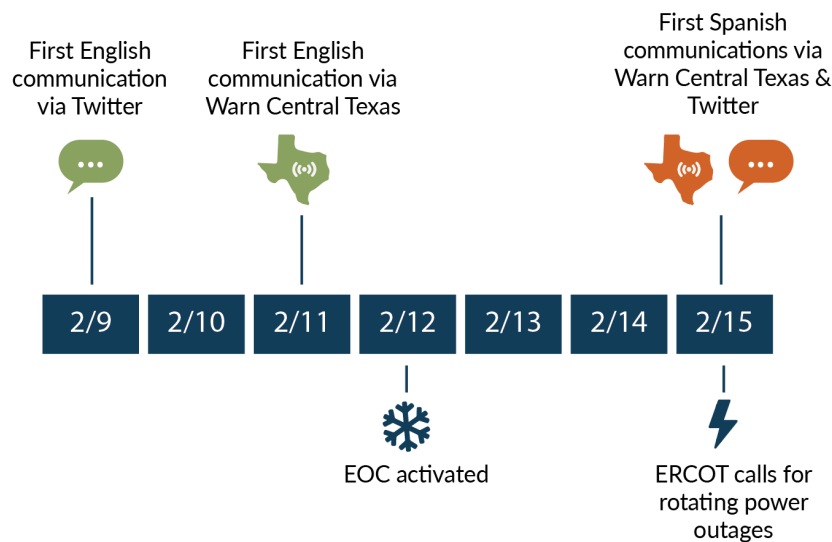 First English
communication
via Twitter
First English
communication via
Warn Central Texas
First Spanish
communications via
Warn Central Texas &
Twitter
2/9
2/10
2/11
2/12
2/13
2/14
2/15
EOC activated
ERCOT calls for
rotating power
outages